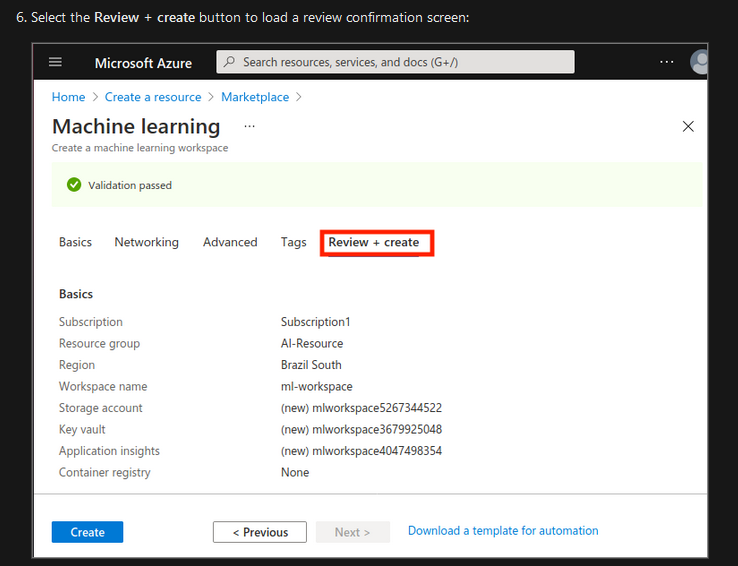 6. Select the Review + create button to load a review confirmation screen:
Microsoft Azure
Search resources, services, and docs (G+/)
...
Home > Create a resource > Marketplace >
Machine learning ...
Create a machine learning workspace
Validation passed
Basics Networking Advanced Tags Review + create
Basics
Subscription Subscription1
Resource group AI-Resource
Region Brazil South
Workspace name ml-workspace
Storage account (new) mlworkspace5267344522
Key vault (new) mlworkspace3679925048
Application insights (new) mlworkspace4047498354
Container registry None
Create < Previous Next > Download a template for automation